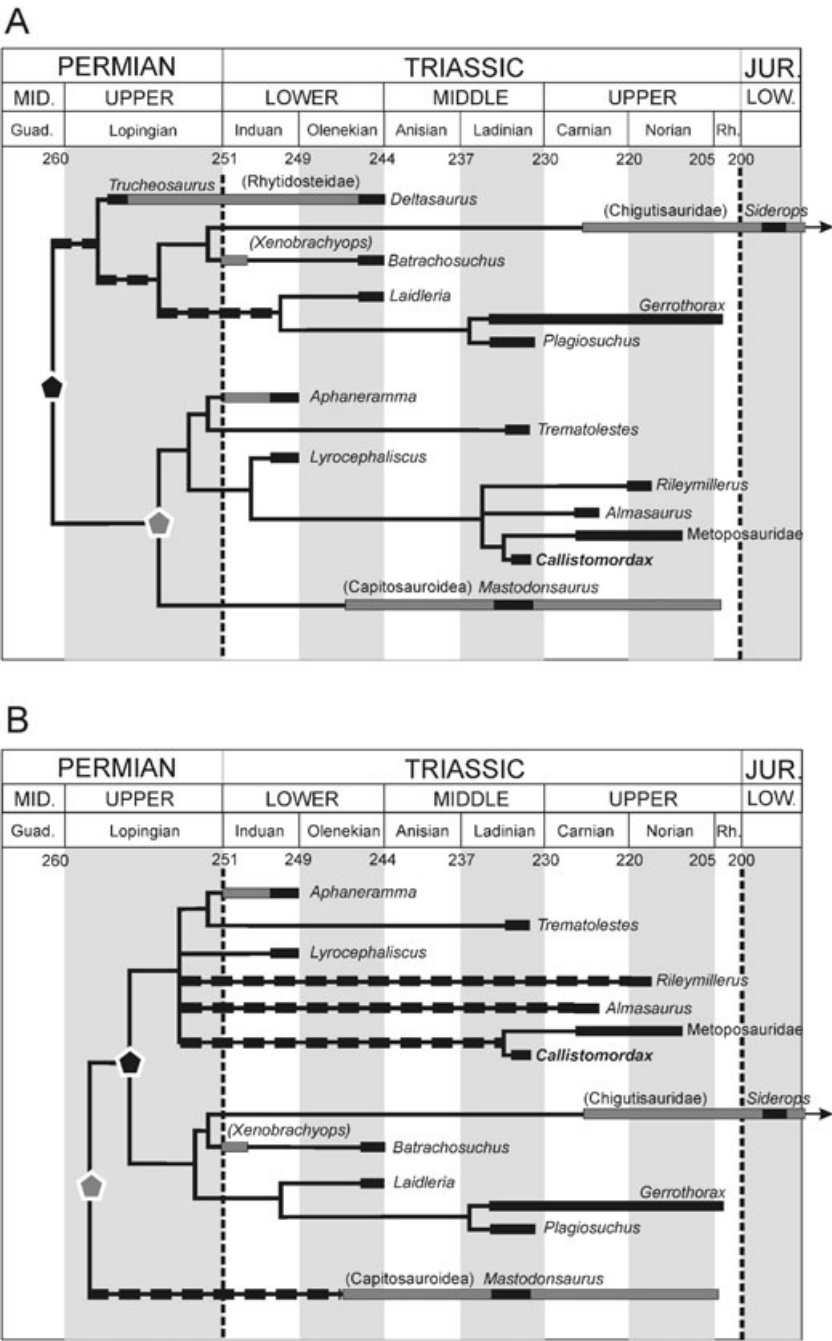 A
PERMIAN TRIASSIC JUR.
MID. UPPER LOWER MIDDLE UPPER LOW.
Guad. Lopingian Induan Olenekian Anisian Ladinian Carnian Norian Rh.
260 251 249 244 237 230 220 205 200
Trucheosaurus (Rhytidosteidae)
Deltasaurus
(Chigutisauridae) Siderops
(Xenobrachyops)
Batrachosuchus
Laidleria
Gerrothorax
Plagiosuchus
Aphaneramma
Trematolestes
Lyrocephaliscus
Rileymillerus
Almasaurus
Metoposauridae
Callistomordax
(Capitosauroidea) Mastodonsaurus
B
PERMIAN TRIASSIC JUR.
MID. UPPER LOWER MIDDLE UPPER LOW.
Guad. Lopingian Induan Olenekian Anisian Ladinian Carnian Norian Rh.
260 251 249 244 237 230 220 205 200
Aphaneramma
Trematolestes
Lyrocephaliscus
Rileymillerus
Almasaurus
Metoposauridae
Callistomordax
(Chigutisauridae) Siderops
(Xenobrachyops)
Batrachosuchus
Laidleria
Gerrothorax
Plagiosuchus
(Capitosauroidea) Mastodonsaurus